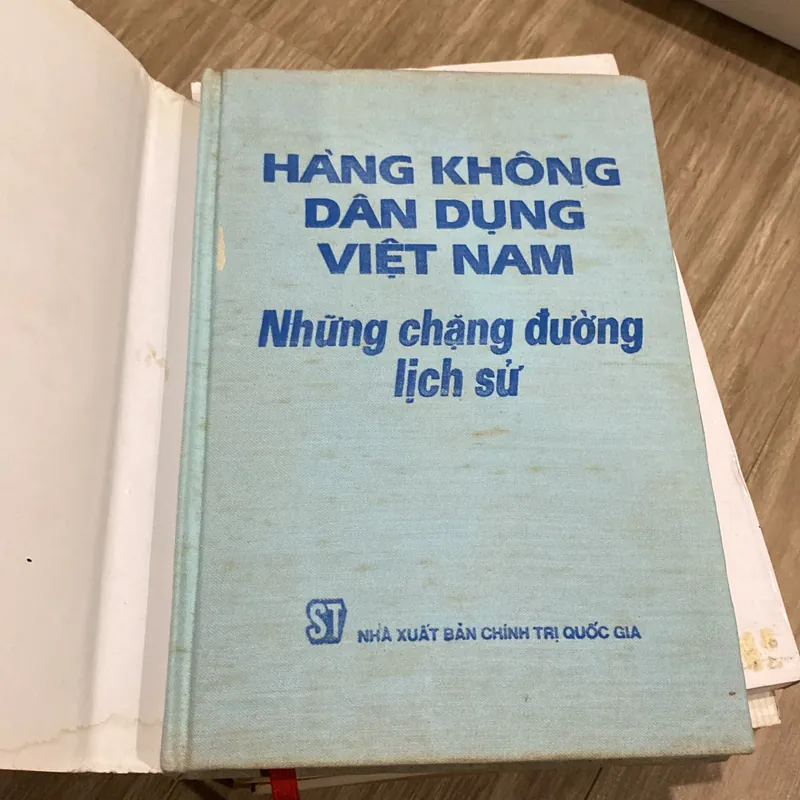 HÀNG KHÔNG
DÂN DỤNG
VIỆT NAM
Những chặng đường
lịch sử
ST NHÀ XUẤT BẢN CHÍNH TRỊ QUỐC GIA